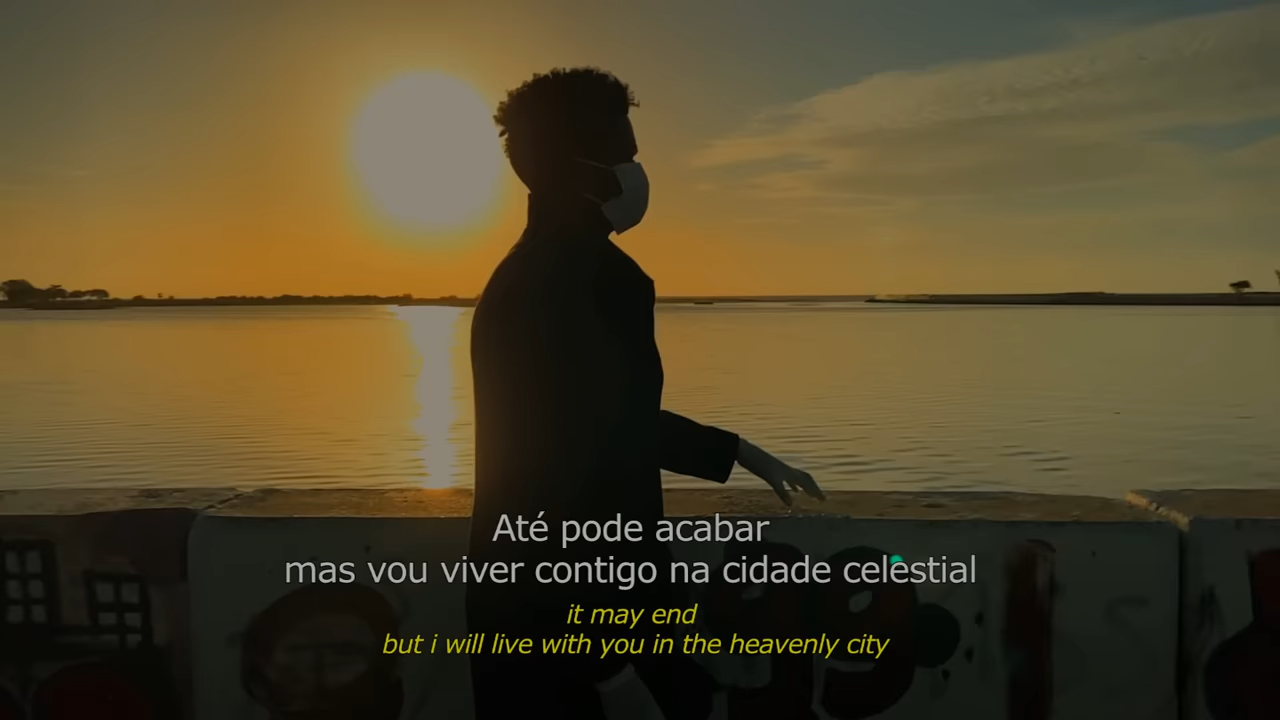 Até pode acabar
mas vou viver contigo na cidade celestial
it may end
but i will live with you in the heavenly city